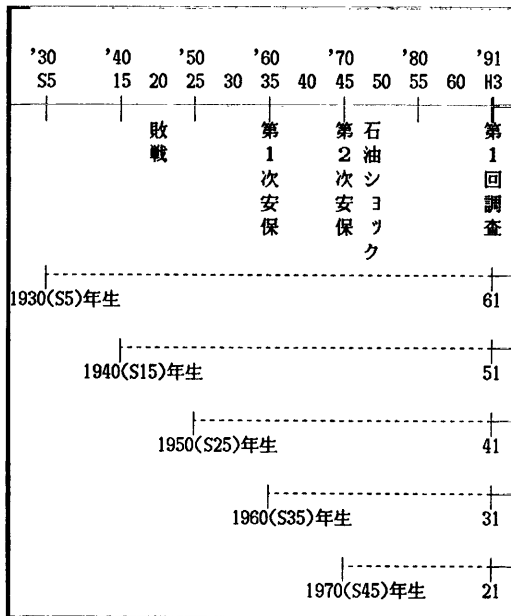 '30 '40 '50 '60 '70 '80 '91
S5 15 20 25 30 35 40 45 50 55 60 H3
敗戦
第1次安保
第2次安保
石油ショック
第1回調査
61
1930(S5)年生
51
1940(S15)年生
41
1950(S25)年生
31
1960(S35)年生
21
1970(S45)年生